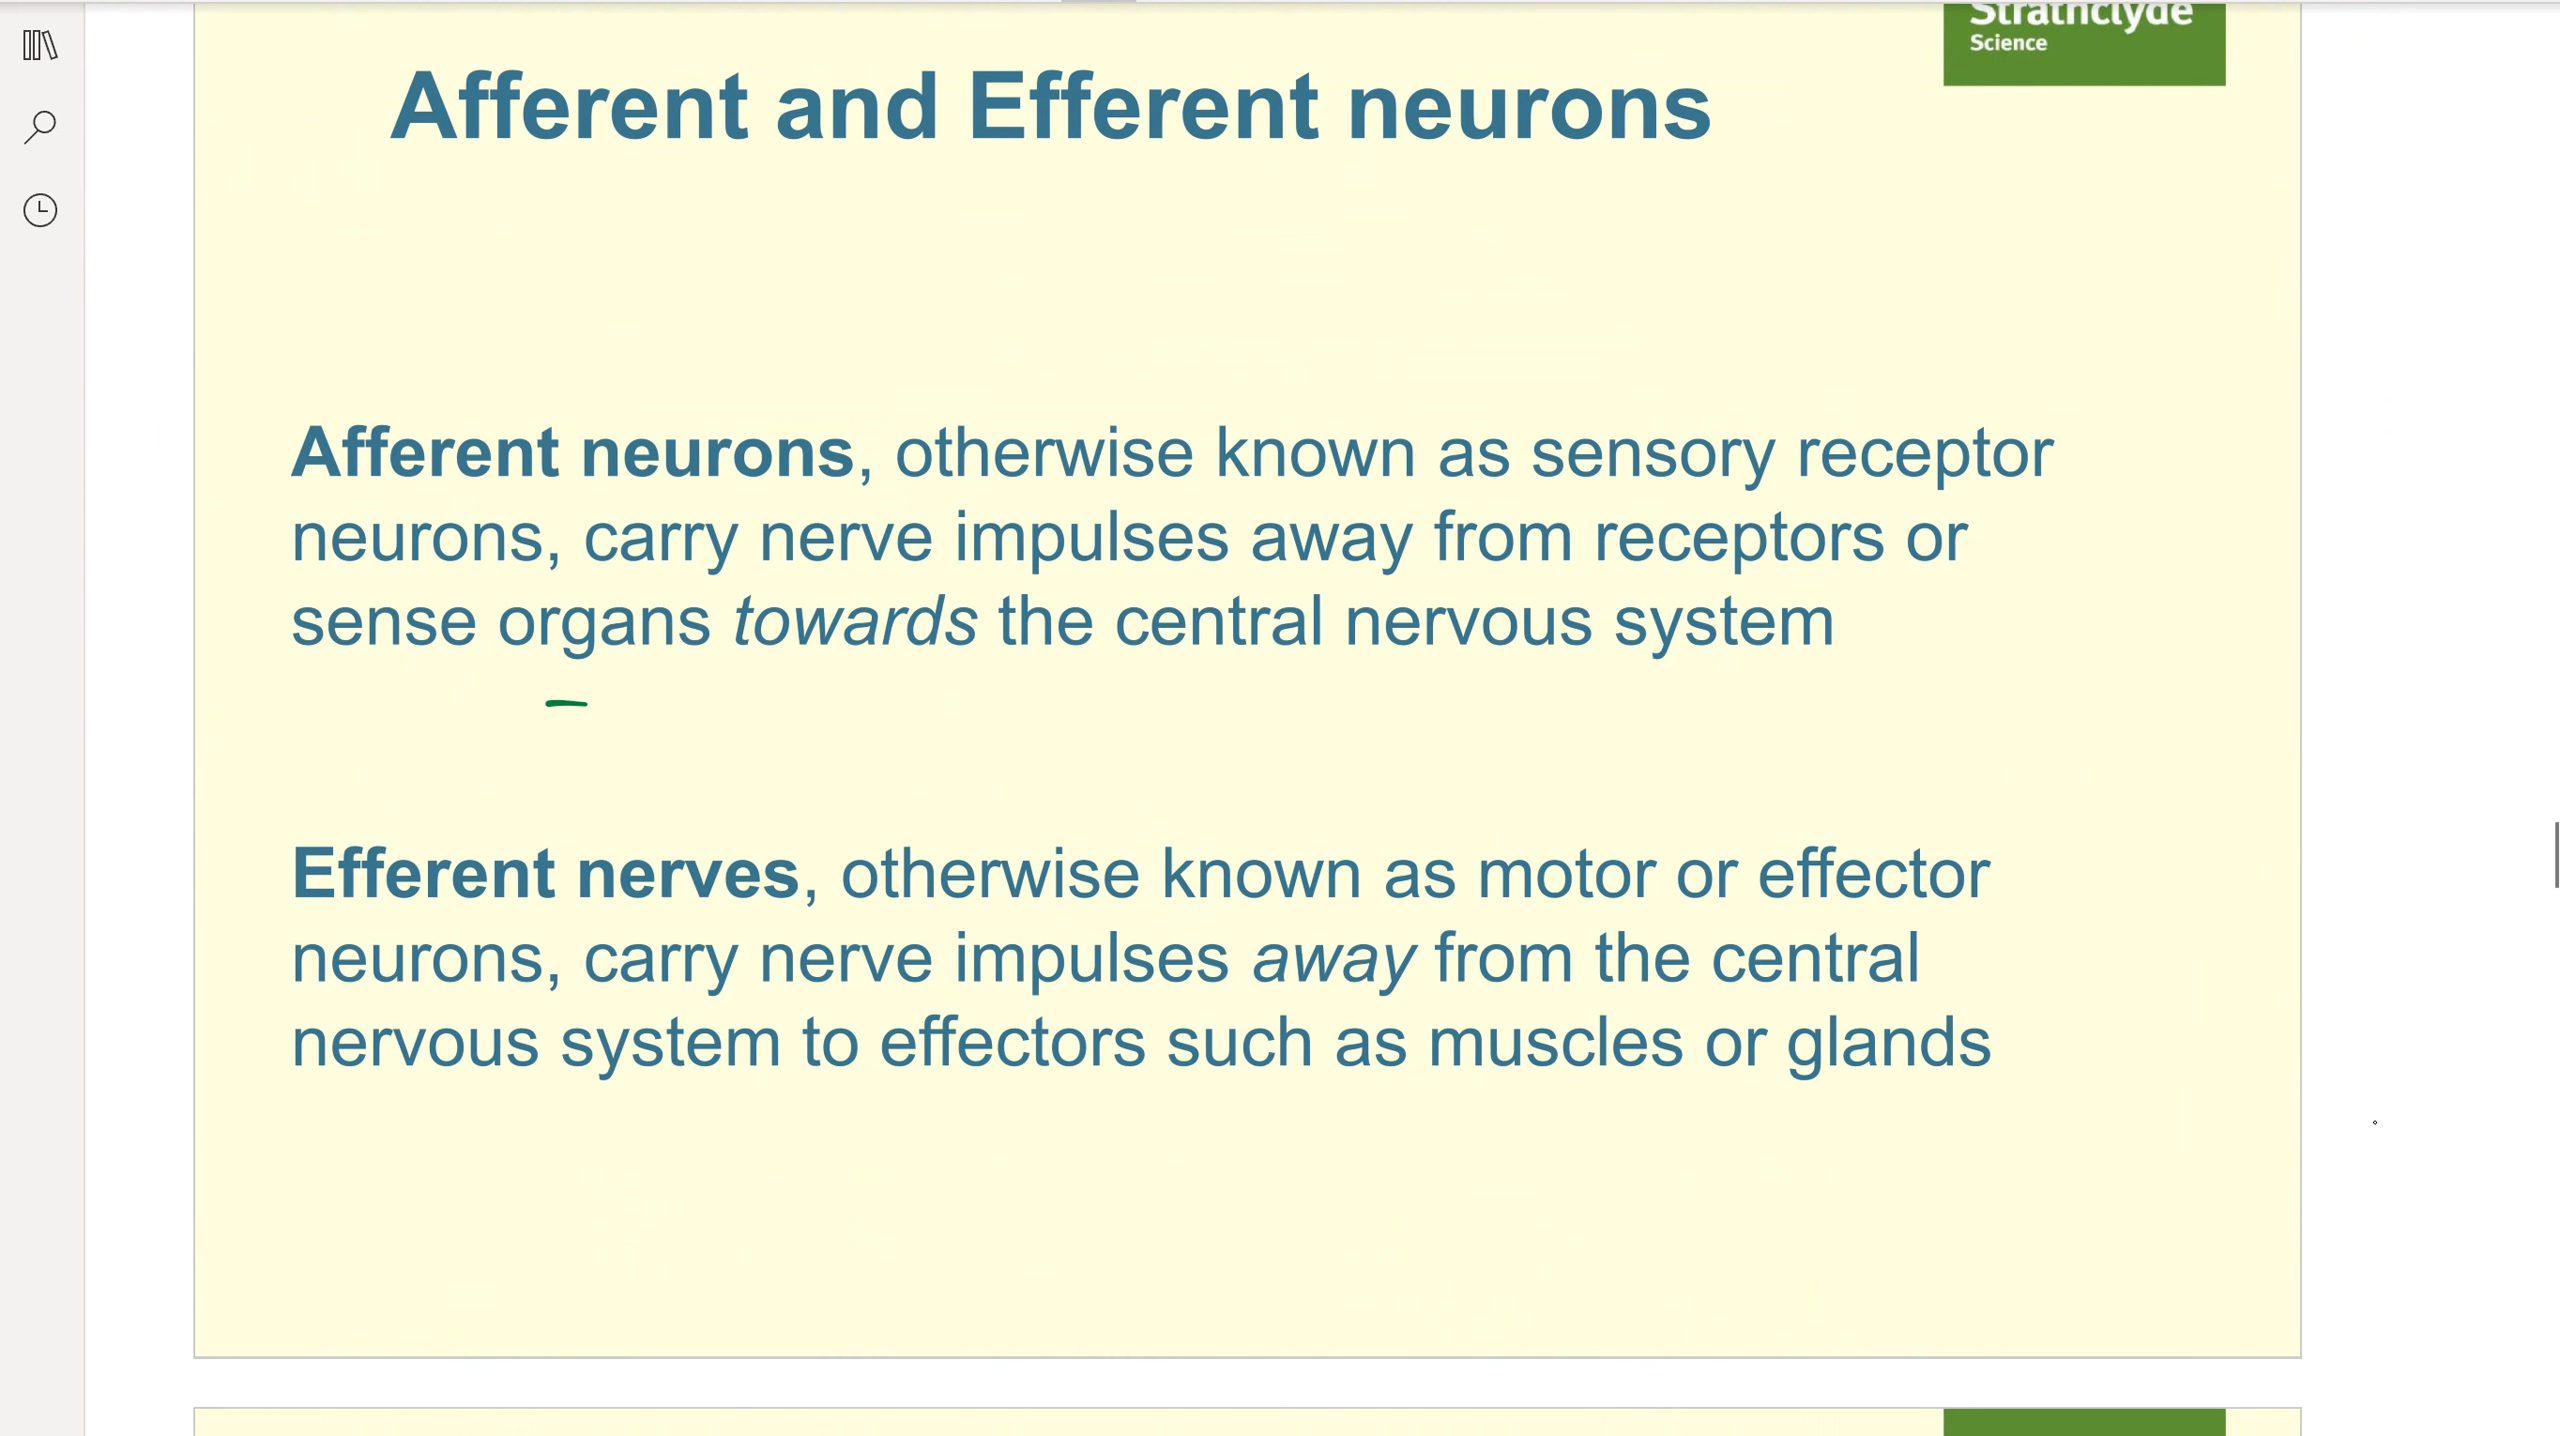 Strathclyde
Science
Afferent and Efferent neurons
Afferent neurons, otherwise known as sensory receptor
neurons, carry nerve impulses away from receptors or
sense organs towards the central nervous system
Efferent nerves, otherwise known as motor or effector
neurons, carry nerve impulses away from the central
nervous system to effectors such as muscles or glands